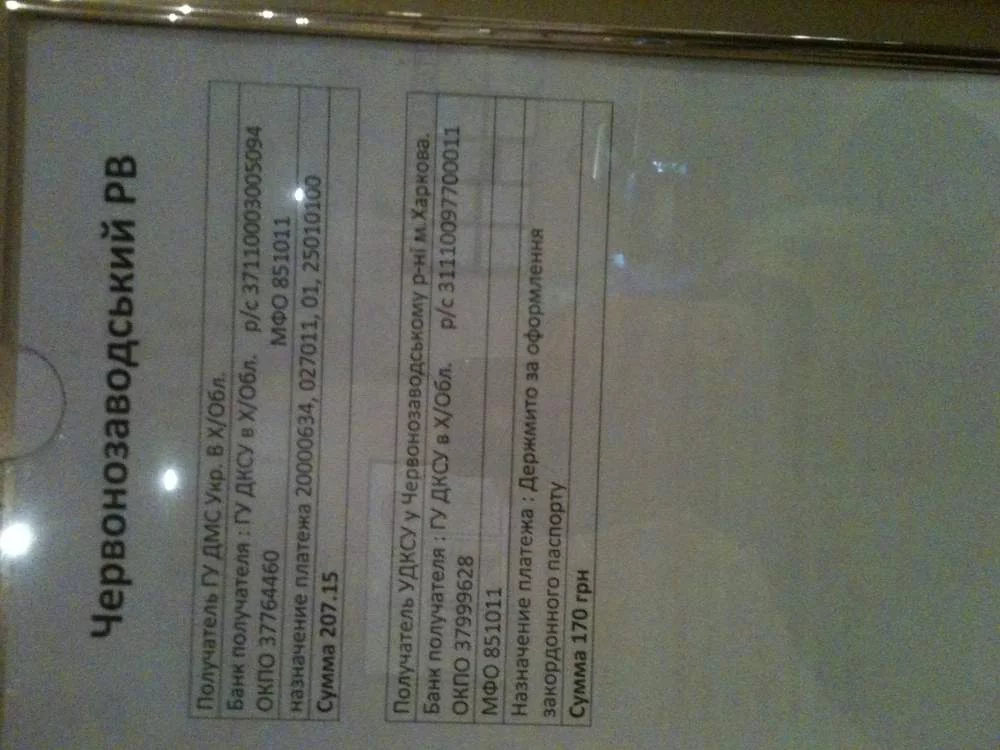 Червонозаводський РВ
Получатель ГУ ДМС Укр. В Х/Обл.
Банк получателя : ГУ ДКСУ в Х/Обл. р/с 37110003005094
ОКПО 37764460 МФО 851011
назначение платежа 20000634, 027011, 01, 25010100
Сумма 207.15
Получатель УДКСУ у Червонозаводському р-ні м.Харкова.
Банк получателя : ГУ ДКСУ в Х/Обл. р/с 31110097700011
ОКПО 37999628
МФО 851011
Назначение платежа : Держмито за оформлення
закордонного паспорту
Сумма 170 грн